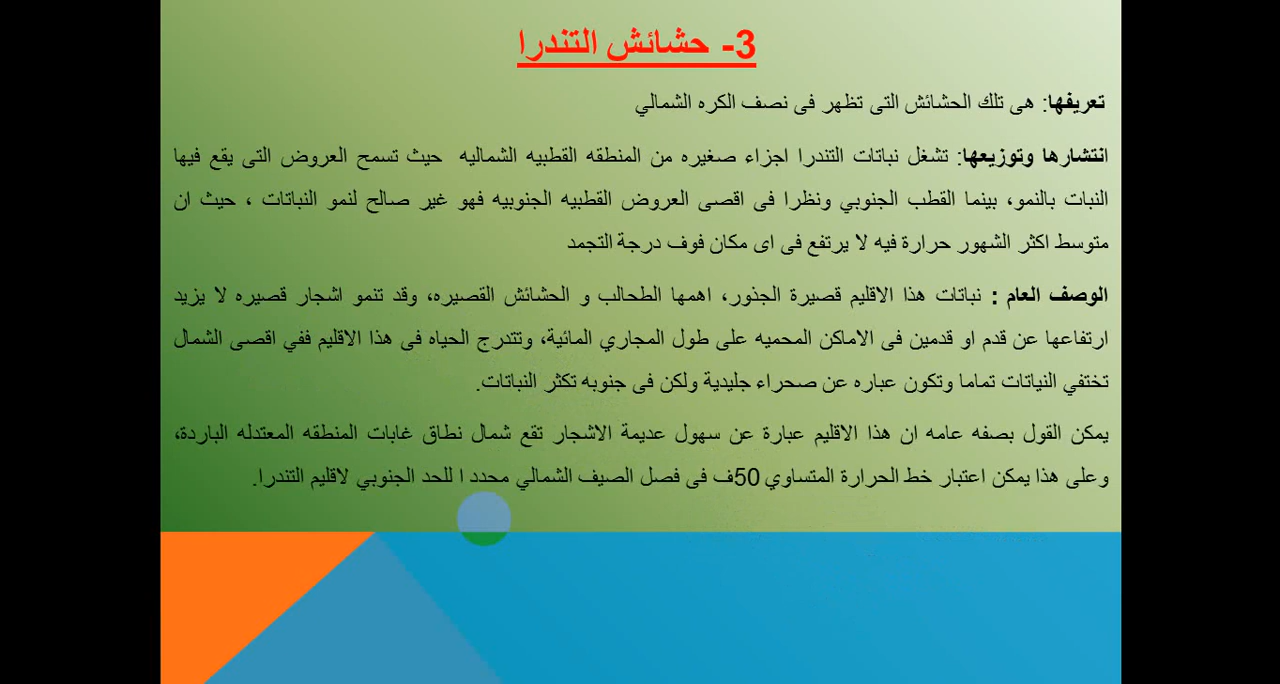 3- حشائش التندرا
تعريفها: هى تلك الحشائش التى تظهر فى نصف الكره الشمالي
انتشارها وتوزيعها: تشغل نباتات التندرا اجزاء صغيره من المنطقه القطبيه الشماليه حيث تسمح العروض التى يقع فيها
النبات بالنمو، بينما القطب الجنوبي ونظرا فى اقصى العروض القطبيه الجنوبيه فهو غير صالح لنمو النباتات ، حيث ان
متوسط اكثر الشهور حرارة فيه لا يرتفع فى اى مكان فوف درجة التجمد
الوصف العام : نباتات هذا الاقليم قصيرة الجذور، اهمها الطحالب و الحشائش القصيره، وقد تنمو اشجار قصيره لا يزيد
ارتفاعها عن قدم او قدمين فى الاماكن المحميه على طول المجاري المائية، وتتدرج الحياه فى هذا الاقليم ففي اقصى الشمال
تختفي النياتات تماما وتكون عباره عن صحراء جليدية ولكن فى جنوبه تكثر النباتات.
يمكن القول بصفه عامه ان هذا الاقليم عبارة عن سهول عديمة الاشجار تقع شمال نطاق غابات المنطقه المعتدله الباردة،
وعلى هذا يمكن اعتبار خط الحرارة المتساوي 50ف فى فصل الصيف الشمالي محدد ا للحد الجنوبي لاقليم التندرا.